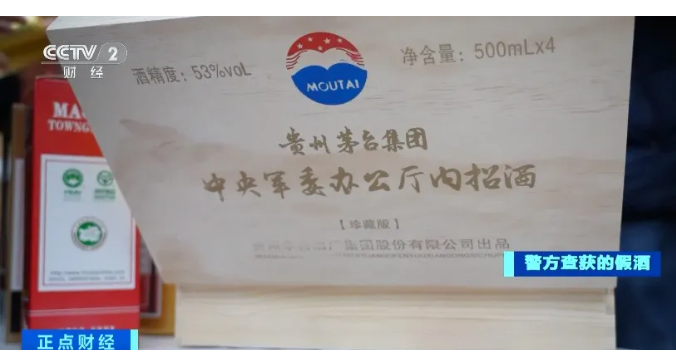 CCTV 2
财经
酒精度：53%voL
净含量：500mLx4
MOUTAI
贵州茅台集团
中央军委办公厅内招酒
【珍藏版】
集团股份有限公司出品
MA
TOWNG
警方查获的假酒
正点财经